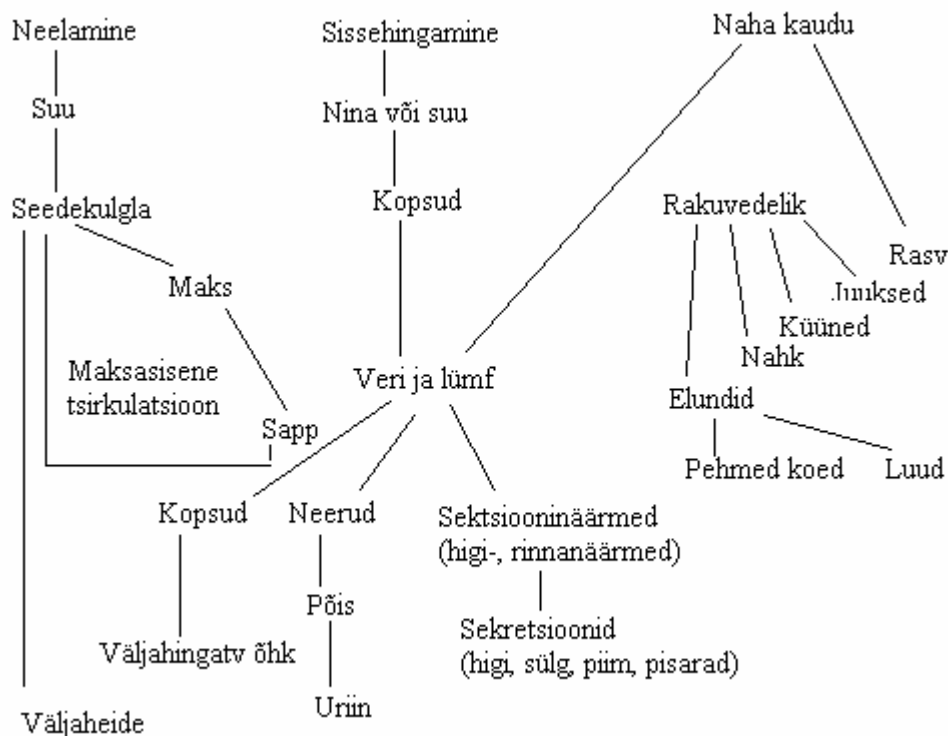 Neelamine
Sissehingamine
Naha kaudu
Suu
Nina või suu
Seedekulgla
Kopsud
Rakuvedelik
Rasv
Maks
Juuksed
Küüned
Nahk
Maksasisene
tsirkulatsioon
Veri ja lümf
Elundid
Sapp
Pehmed koed
Luud
Kopsud
Neerud
Sektsiooninäärmed
(higi-, rinnanäärmed)
Põis
Sekretsioonid
(higi, sülg, piim, pisarad)
Väljahingatv õhk
Uriin
Väljaheide